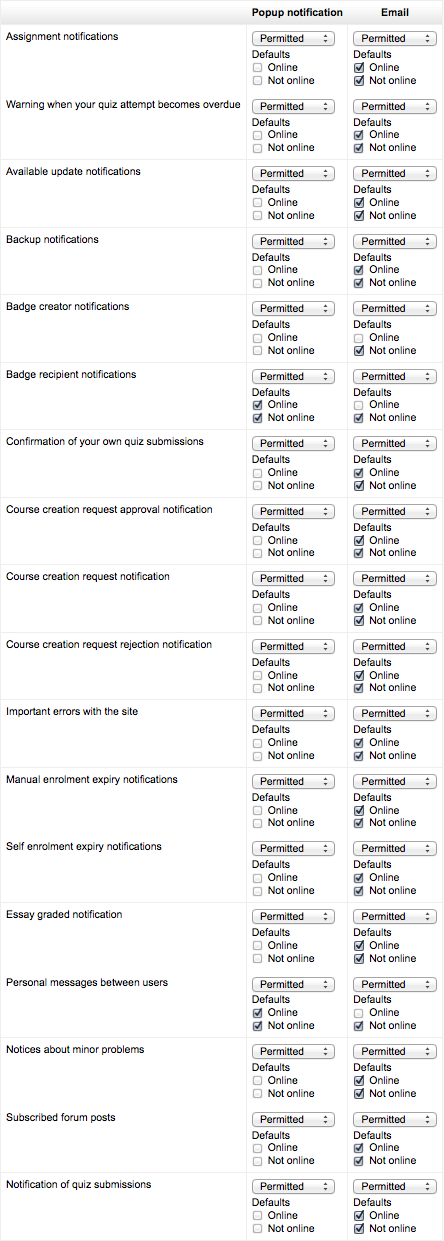 Popup notification Email
Assignment notifications Permitted Permitted
Defaults Defaults
Online Online
Not online Not online
Warning when your quiz attempt becomes overdue Permitted Permitted
Defaults Defaults
Online Online
Not online Not online
Available update notifications Permitted Permitted
Defaults Defaults
Online Online
Not online Not online
Backup notifications Permitted Permitted
Defaults Defaults
Online Online
Not online Not online
Badge creator notifications Permitted Permitted
Defaults Defaults
Online Online
Not online Not online
Badge recipient notifications Permitted Permitted
Defaults Defaults
Online Online
Not online Not online
Confirmation of your own quiz submissions Permitted Permitted
Defaults Defaults
Online Online
Not online Not online
Course creation request approval notification Permitted Permitted
Defaults Defaults
Online Online
Not online Not online
Course creation request notification Permitted Permitted
Defaults Defaults
Online Online
Not online Not online
Course creation request rejection notification Permitted Permitted
Defaults Defaults
Online Online
Not online Not online
Important errors with the site Permitted Permitted
Defaults Defaults
Online Online
Not online Not online
Manual enrolment expiry notifications Permitted Permitted
Defaults Defaults
Online Online
Not online Not online
Self enrolment expiry notifications Permitted Permitted
Defaults Defaults
Online Online
Not online Not online
Essay graded notification Permitted Permitted
Defaults Defaults
Online Online
Not online Not online
Personal messages between users Permitted Permitted
Defaults Defaults
Online Online
Not online Not online
Notices about minor problems Permitted Permitted
Defaults Defaults
Online Online
Not online Not online
Subscribed forum posts Permitted Permitted
Defaults Defaults
Online Online
Not online Not online
Notification of quiz submissions Permitted Permitted
Defaults Defaults
Online Online
Not online Not online